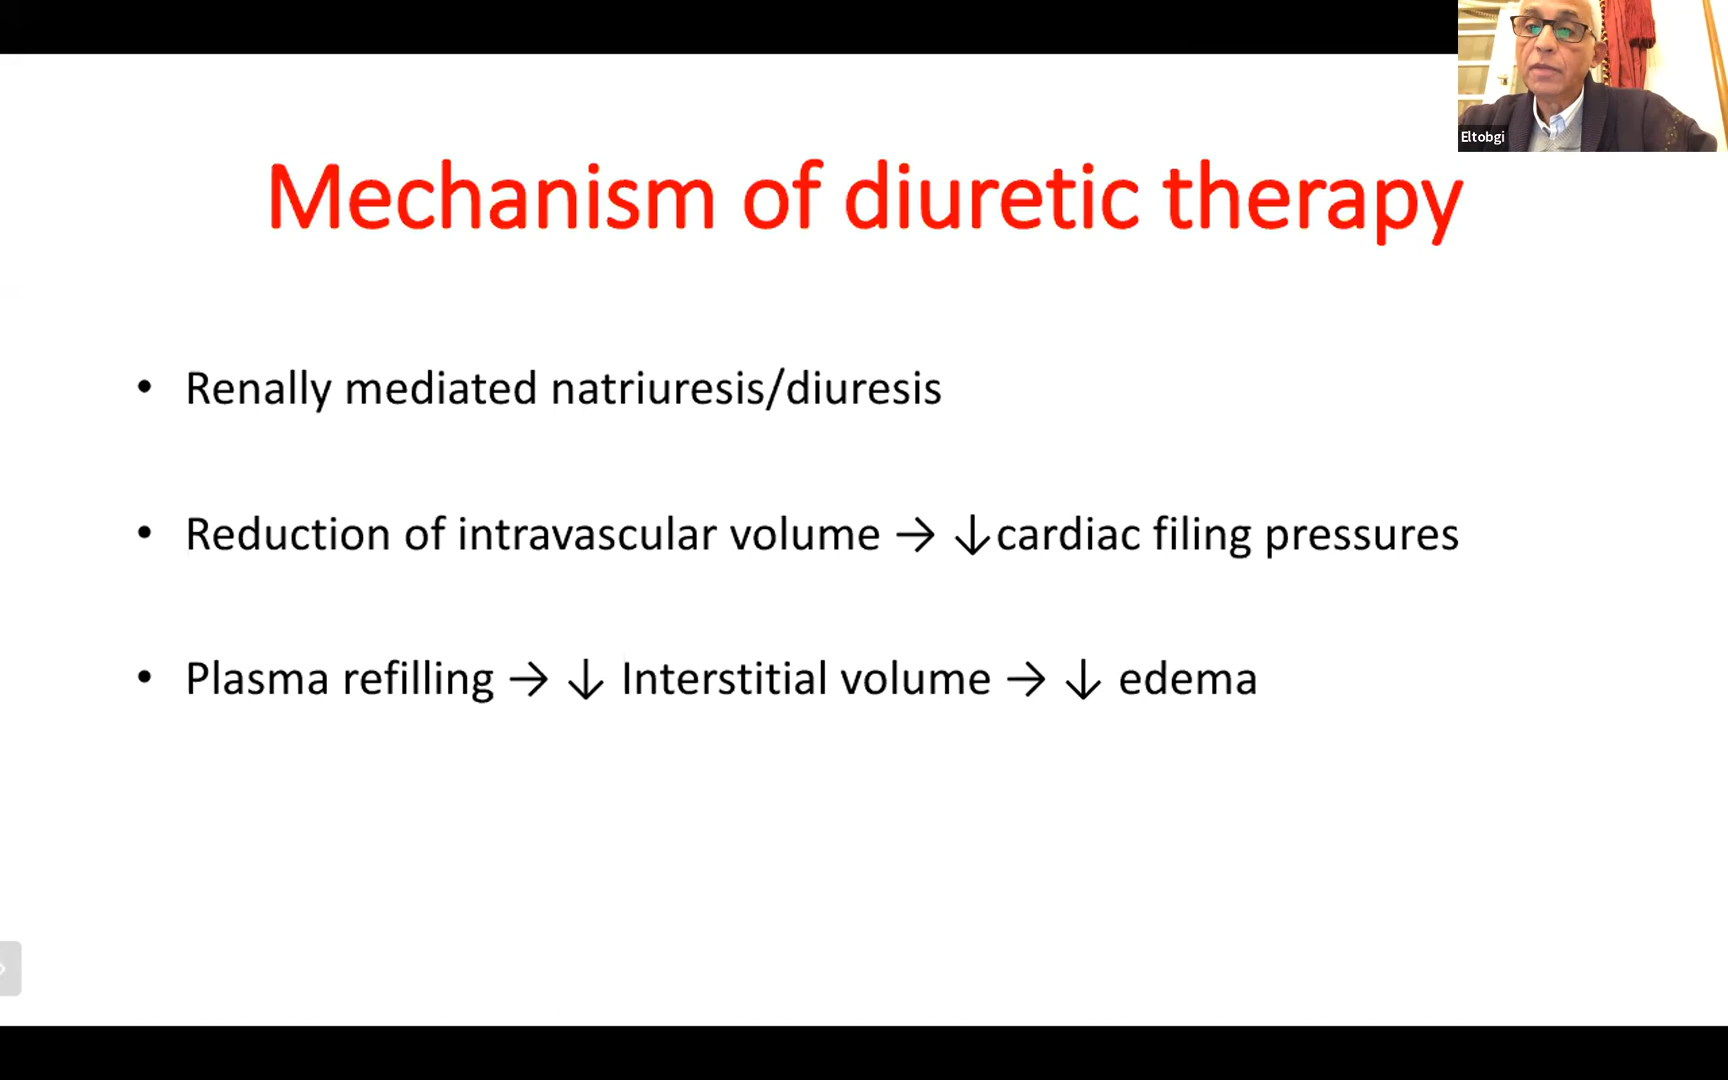 Eltobgi
Mechanism of diuretic therapy
• Renally mediated natriuresis/diuresis
• Reduction of intravascular volume → ↓cardiac filing pressures
• Plasma refilling → ↓ Interstitial volume → ↓ edema